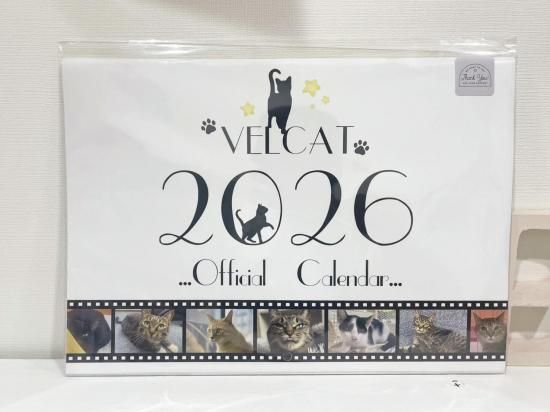 Thank You!
VELCAT
2026
...Official Calendar...